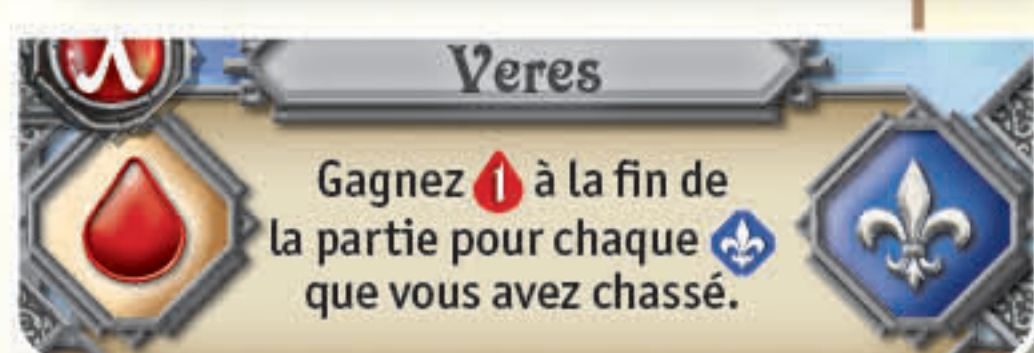 Veres
Gagnez 1 à la fin de
la partie pour chaque
que vous avez chassé.